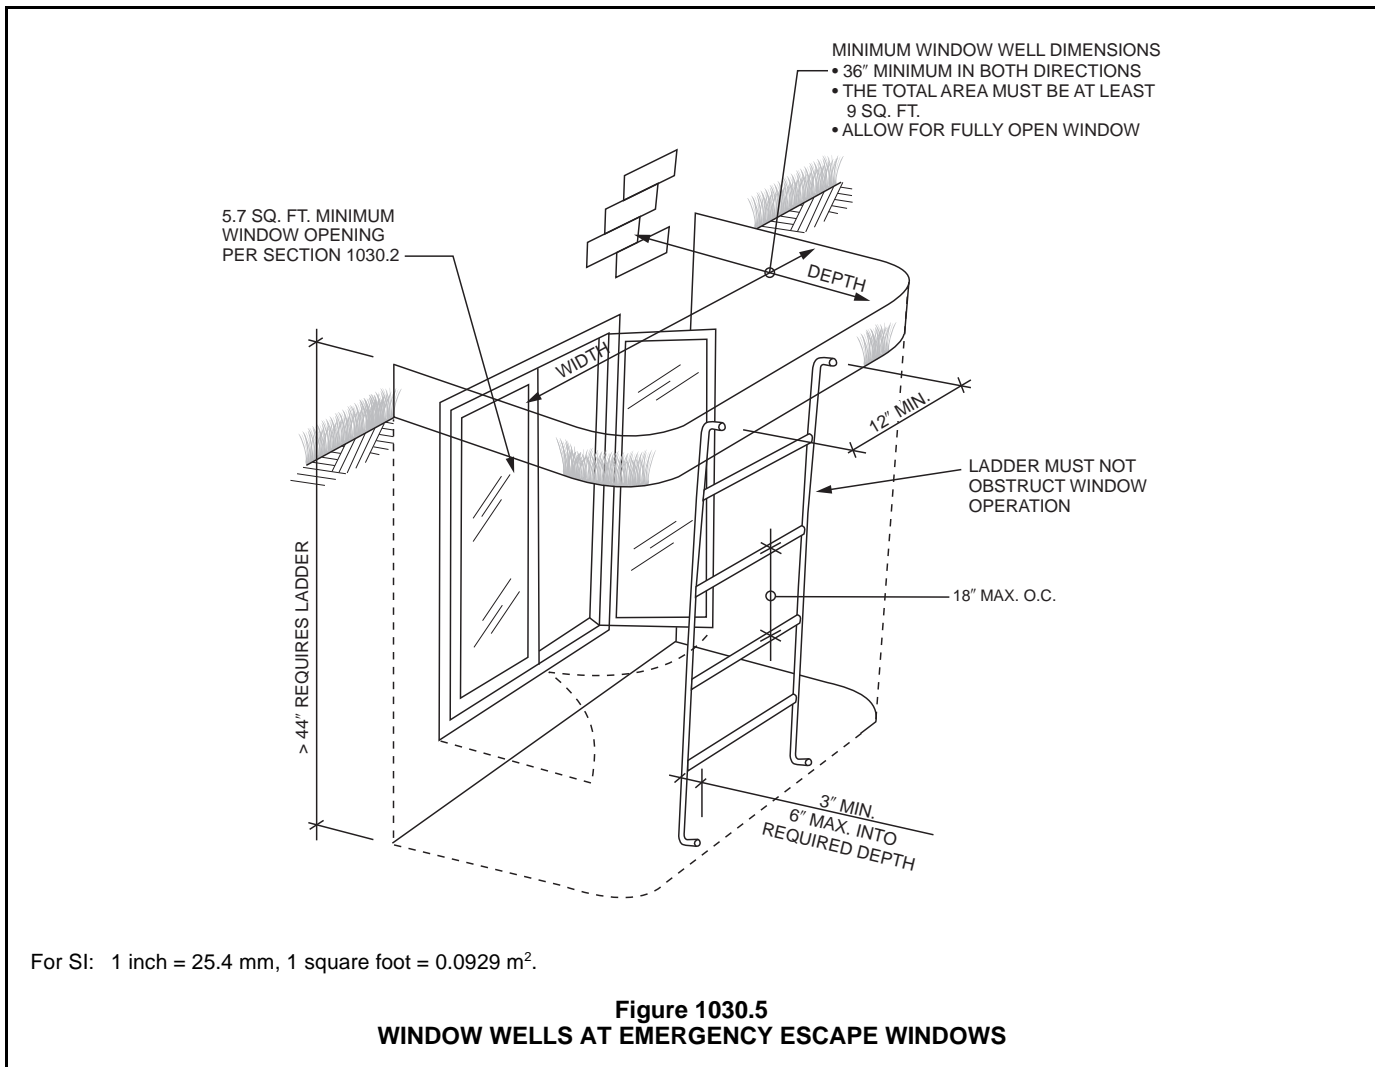 MINIMUM WINDOW WELL DIMENSIONS
• 36″ MINIMUM IN BOTH DIRECTIONS
• THE TOTAL AREA MUST BE AT LEAST
9 SQ. FT.
• ALLOW FOR FULLY OPEN WINDOW
5.7 SQ. FT. MINIMUM
WINDOW OPENING
PER SECTION 1030.2
DEPTH
WIDTH
12″ MIN.
LADDER MUST NOT
OBSTRUCT WINDOW
OPERATION
> 44″ REQUIRES LADDER
18″ MAX. O.C.
3″ MIN.
6″ MAX. INTO
REQUIRED DEPTH
For SI: 1 inch = 25.4 mm, 1 square foot = 0.0929 m².
Figure 1030.5
WINDOW WELLS AT EMERGENCY ESCAPE WINDOWS